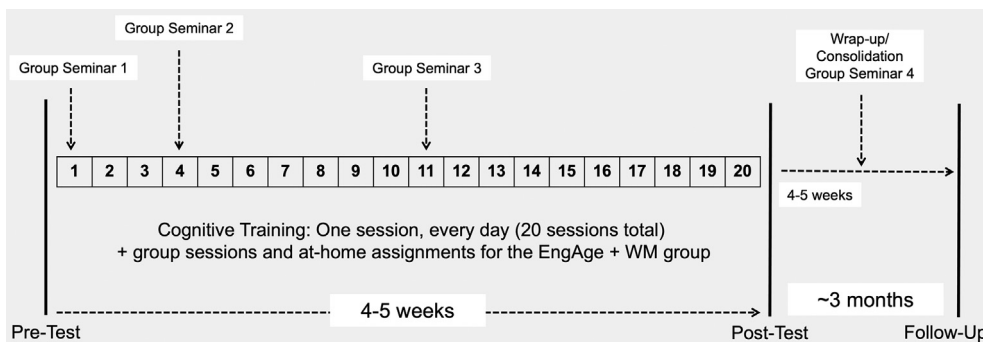 Group Seminar 1
Group Seminar 2
Group Seminar 3
Wrap-up/
Consolidation
Group Seminar 4
1 2 3 4 5 6 7 8 9 10 11 12 13 14 15 16 17 18 19 20
4-5 weeks
Cognitive Training: One session, every day (20 sessions total)
+ group sessions and at-home assignments for the EngAge + WM group
4-5 weeks
~3 months
Pre-Test
Post-Test
Follow-Up